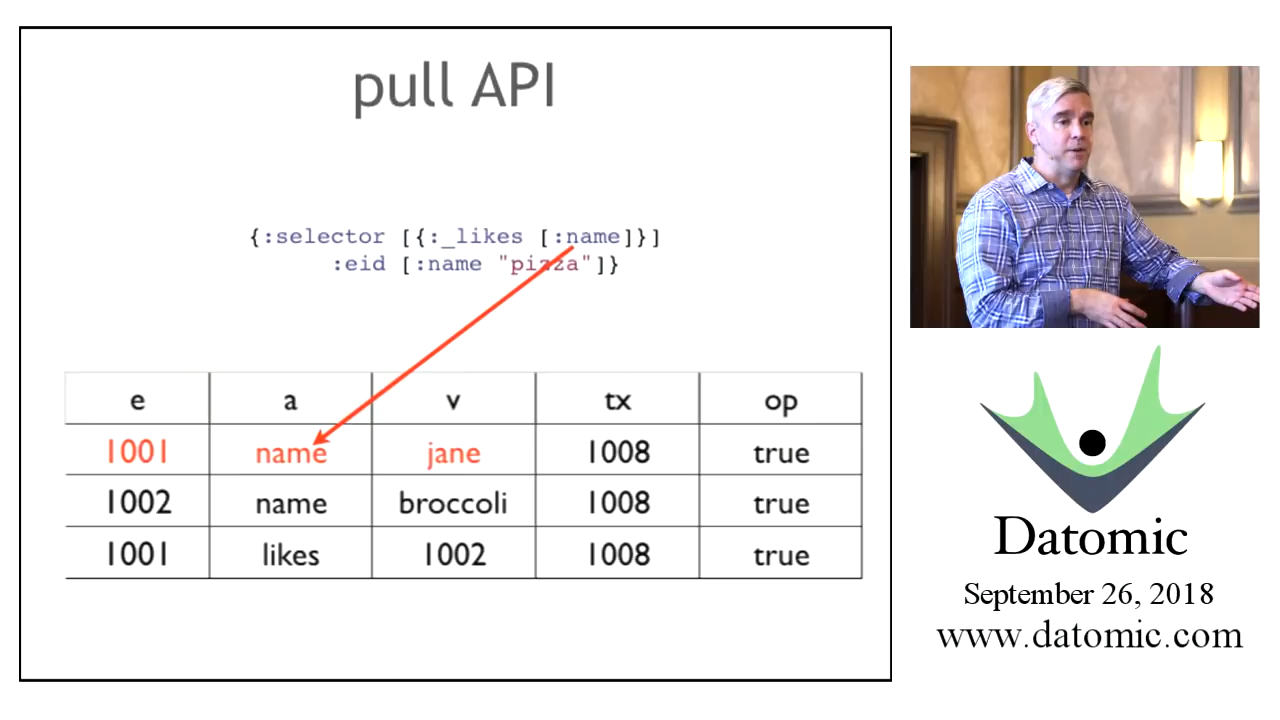 pull API
{:selector [{:_likes [:name]}]
:eid [:name "pizza"]}
e a v tx op
1001 name jane 1008 true
1002 name broccoli 1008 true
1001 likes 1002 1008 true
Datomic
September 26, 2018
www.datomic.com